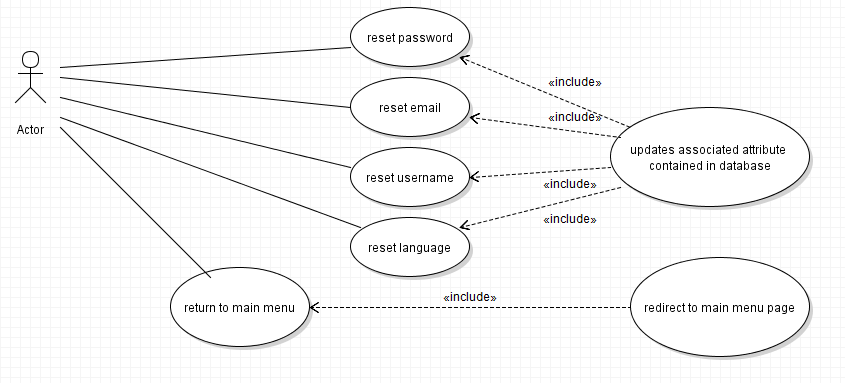 reset password
«include»
Actor
reset email
«include»
updates associated attribute
contained in database
reset username
«include»
«include»
reset language
return to main menu
«include»
redirect to main menu page